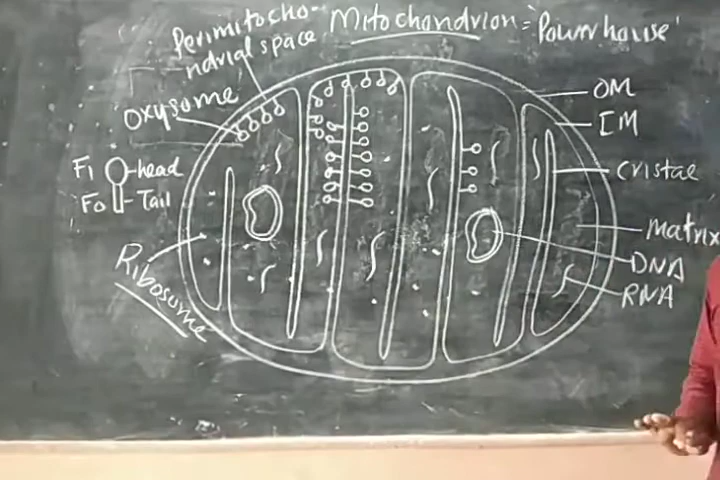 Mitochondrion = 'Powerhouse'
Perimitocho-
ndrial space
Oxysome
F1 head
F0 - Tail
Ribosome
OM
IM
Cristae
Matrix
DNA
RNA